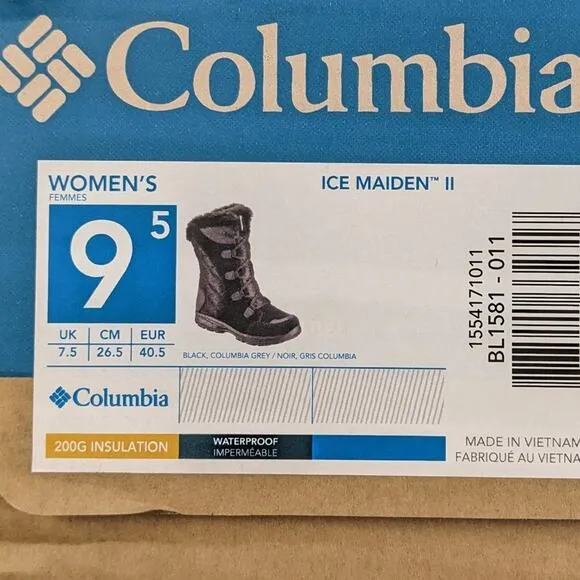 Columbia
WOMEN'S
FEMMES
9 5
ICE MAIDEN™ II
UK CM EUR
7.5 26.5 40.5
BLACK, COLUMBIA GREY / NOIR, GRIS COLUMBIA
1554171011
BL1581 - 011
Columbia
200G INSULATION
WATERPROOF
IMPERMÉABLE
MADE IN VIETNAM
FABRIQUÉ AU VIETNA